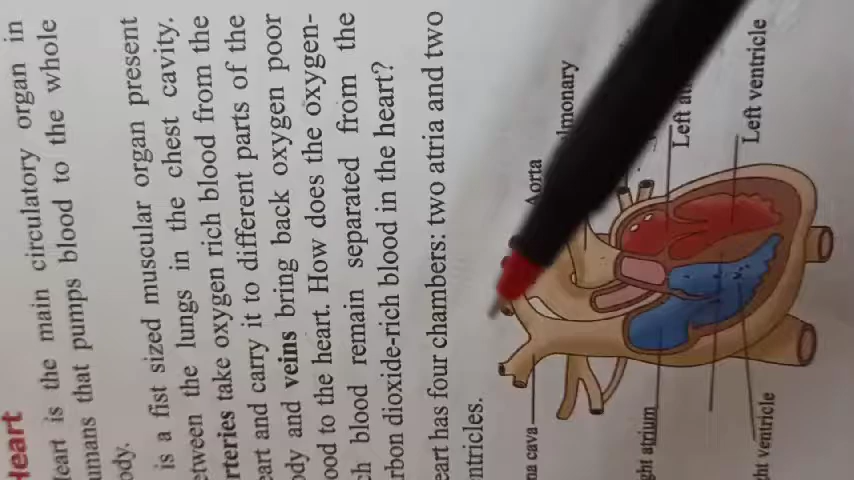 Heart
eart is the main circulatory organ in
umans that pumps blood to the whole
ody.
is a fist sized muscular organ present
etween the lungs in the chest cavity.
rteries take oxygen rich blood from the
eart and carry it to different parts of the
ody and veins bring back oxygen poor
ood to the heart. How does the oxygen-
ch blood remain separated from the
rbon dioxide-rich blood in the heart?
eart has four chambers: two atria and two
ntricles.
na cava
Aorta
lmonary
ght atrium
Left
ht ventricle
Left ventricle